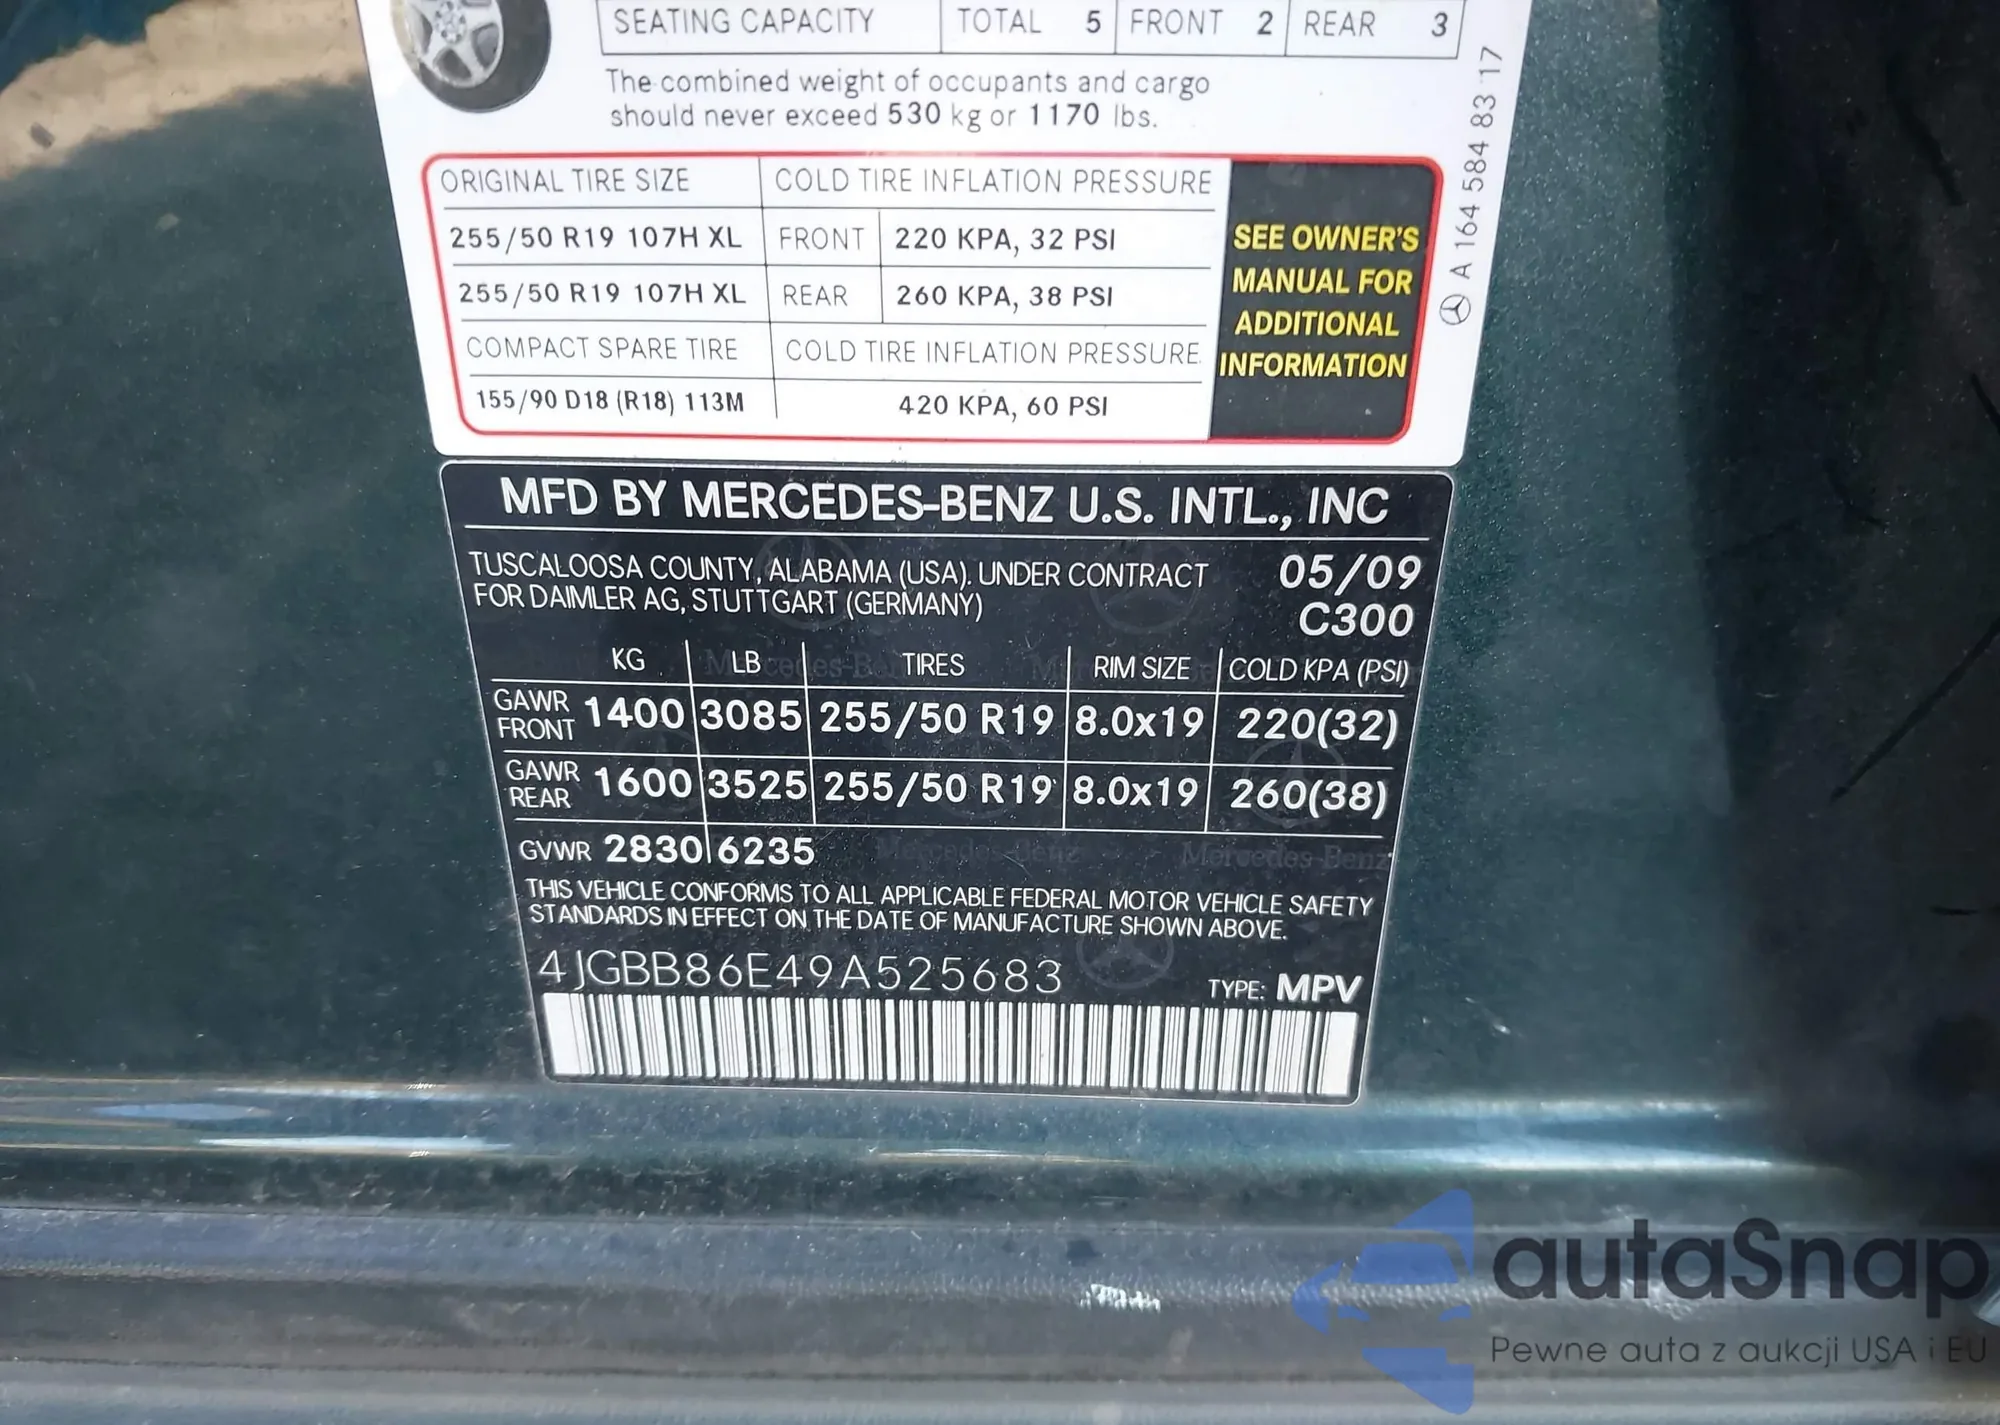 SEATING CAPACITY TOTAL 5 FRONT 2 REAR 3
The combined weight of occupants and cargo
should never exceed 530 kg or 1170 lbs.
ORIGINAL TIRE SIZE COLD TIRE INFLATION PRESSURE
255/50 R19 107H XL FRONT 220 KPA, 32 PSI
255/50 R19 107H XL REAR 260 KPA, 38 PSI
COMPACT SPARE TIRE COLD TIRE INFLATION PRESSURE
155/90 D18 (R18) 113M 420 KPA, 60 PSI
SEE OWNER'S
MANUAL FOR
ADDITIONAL
INFORMATION
A 164 584 83 17
MFD BY MERCEDES-BENZ U.S. INTL., INC
TUSCALOOSA COUNTY, ALABAMA (USA). UNDER CONTRACT
FOR DAIMLER AG, STUTTGART (GERMANY)
05/09
C300
KG LB TIRES RIM SIZE COLD KPA (PSI)
GAWR FRONT 1400 3085 255/50 R19 8.0x19 220(32)
GAWR REAR 1600 3525 255/50 R19 8.0x19 260(38)
GVWR 2830 6235
THIS VEHICLE CONFORMS TO ALL APPLICABLE FEDERAL MOTOR VEHICLE SAFETY
STANDARDS IN EFFECT ON THE DATE OF MANUFACTURE SHOWN ABOVE.
4JGBB86E49A525683
TYPE: MPV
autoSnap
Pewne auta z aukcji USA i EU